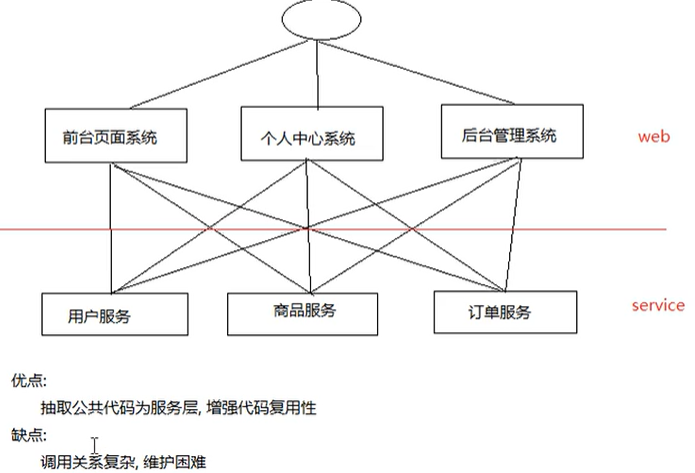 前台页面系统 个人中心系统 后台管理系统 web
用户服务 商品服务 订单服务 service
优点:
抽取公共代码为服务层, 增强代码复用性
缺点:
调用关系复杂, 维护困难